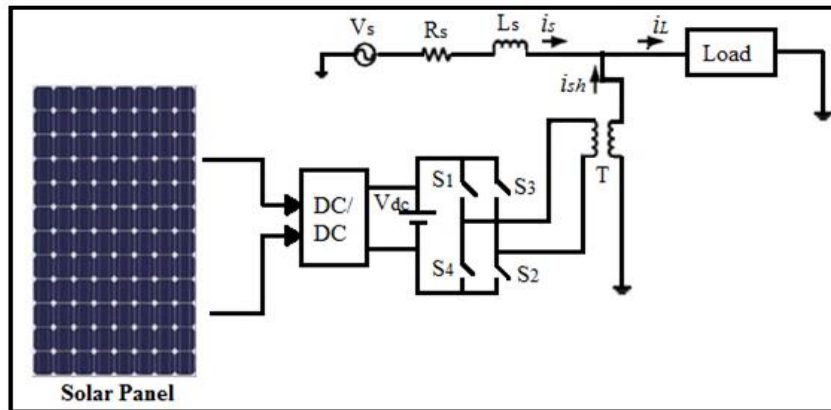 Vs
Rs
Ls
is
iL
Load
ish
T
S1
S3
DC/
DC
Vdc
S4
S2
Solar Panel